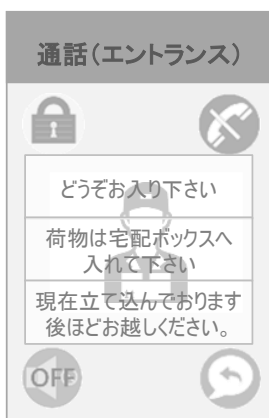 通話（エントランス）
どうぞお入り下さい
荷物は宅配ボックスへ
入れて下さい
現在立て込んでおります
後ほどお越しください。
OFF